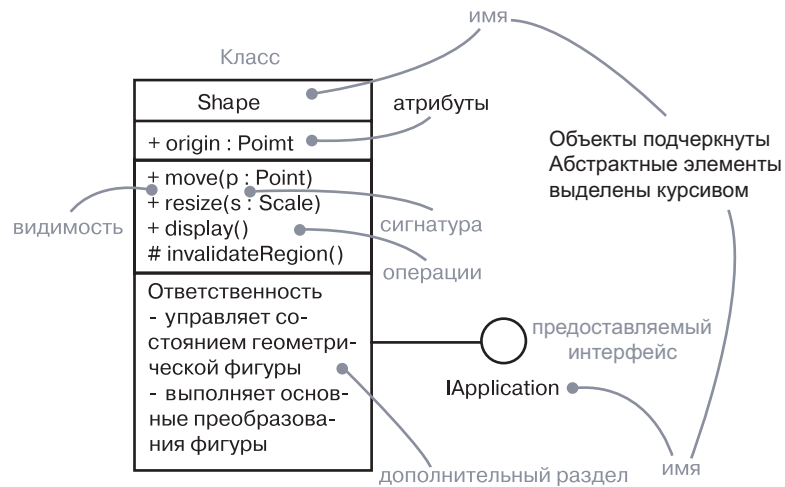 имя
Класс
Shape
атрибуты
+ origin : Poimt
Объекты подчеркнуты
Абстрактные элементы
выделены курсивом
+ move(p : Point)
+ resize(s : Scale)
+ display()
# invalidateRegion()
видимость
сигнатура
операции
Ответственность
- управляет со-
стоянием геометри-
ческой фигуры
- выполняет основ-
ные преобразова-
ния фигуры
предоставляемый
интерфейс
IApplication
дополнительный раздел
имя